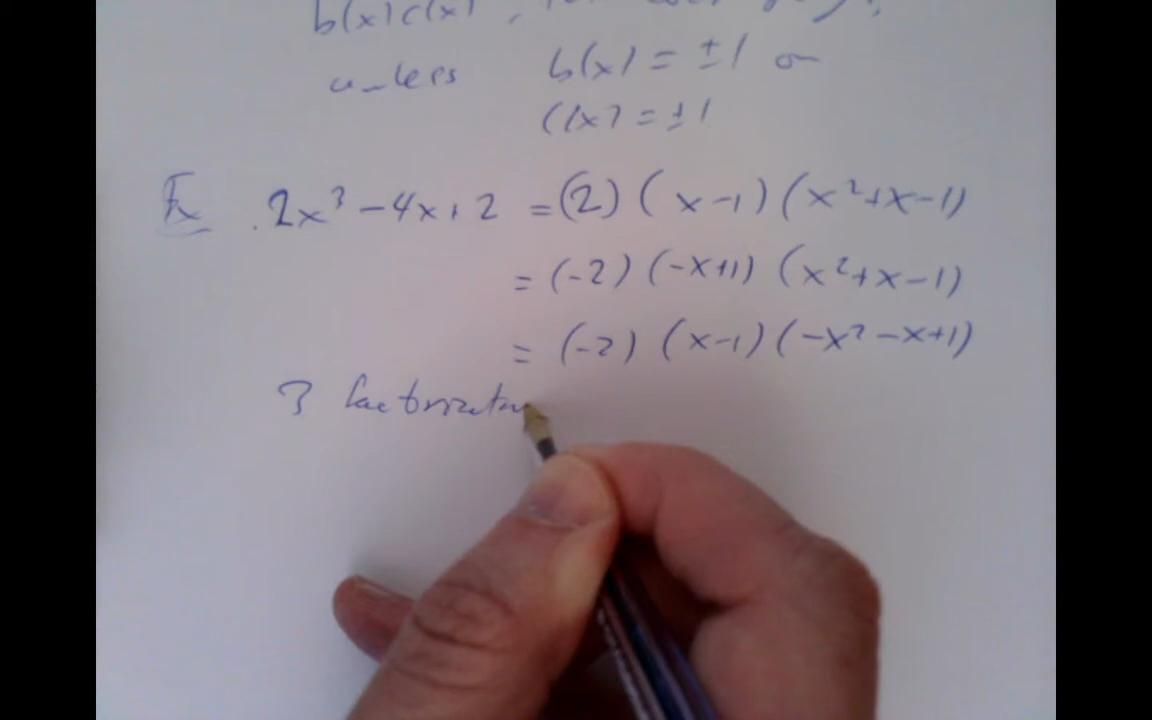 b(x)c(x),
unless b(x) = ±1 or
c(x) = ±1
Ex. 2x³ - 4x + 2 = (2) (x-1) (x²+x-1)
= (-2) (-x+1) (x²+x-1)
= (-2) (x-1) (-x²-x+1)
3